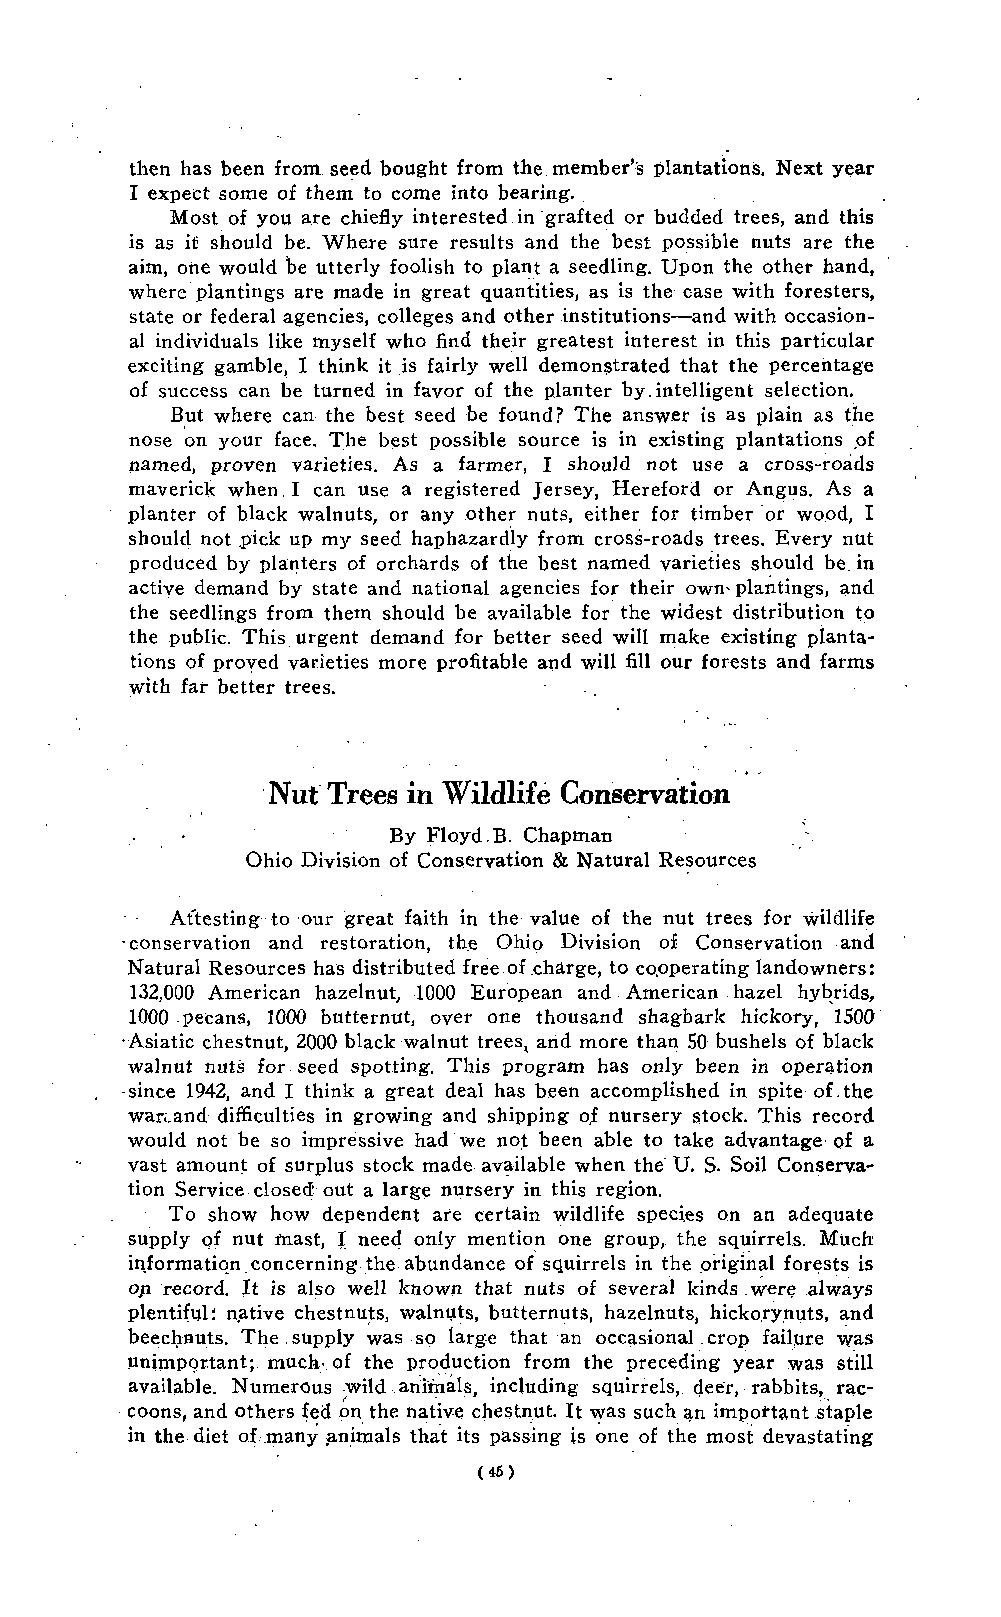 then has been from seed bought from the member's plantations. Next year
I expect some of them to come into bearing.
Most of you are chiefly interested in grafted or budded trees, and this
is as it should be. Where sure results and the best possible nuts are the
aim, one would be utterly foolish to plant a seedling. Upon the other hand,
where plantings are made in great quantities, as is the case with foresters,
state or federal agencies, colleges and other institutions—and with occasion-
al individuals like myself who find their greatest interest in this particular
exciting gamble, I think it is fairly well demonstrated that the percentage
of success can be turned in favor of the planter by intelligent selection.
But where can the best seed be found? The answer is as plain as the
nose on your face. The best possible source is in existing plantations of
named, proven varieties. As a farmer, I should not use a cross-roads
maverick when I can use a registered Jersey, Hereford or Angus. As a
planter of black walnuts, or any other nuts, either for timber or wood, I
should not pick up my seed haphazardly from cross-roads trees. Every nut
produced by planters of orchards of the best named varieties should be in
active demand by state and national agencies for their own plantings, and
the seedlings from them should be available for the widest distribution to
the public. This urgent demand for better seed will make existing planta-
tions of proved varieties more profitable and will fill our forests and farms
with far better trees.
Nut Trees in Wildlife Conservation
By Floyd B. Chapman
Ohio Division of Conservation & Natural Resources
Attesting to our great faith in the value of the nut trees for wildlife
conservation and restoration, the Ohio Division of Conservation and
Natural Resources has distributed free of charge, to cooperating landowners:
132,000 American hazelnut, 1000 European and American hazel hybrids,
1000 pecans, 1000 butternut, over one thousand shagbark hickory, 1500
Asiatic chestnut, 2000 black walnut trees, and more than 50 bushels of black
walnut nuts for seed spotting. This program has only been in operation
since 1942, and I think a great deal has been accomplished in spite of the
war and difficulties in growing and shipping of nursery stock. This record
would not be so impressive had we not been able to take advantage of a
vast amount of surplus stock made available when the U. S. Soil Conserva-
tion Service closed out a large nursery in this region.
To show how dependent are certain wildlife species on an adequate
supply of nut mast, I need only mention one group, the squirrels. Much
information concerning the abundance of squirrels in the original forests is
on record. It is also well known that nuts of several kinds were always
plentiful: native chestnuts, walnuts, butternuts, hazelnuts, hickorynuts, and
beechnuts. The supply was so large that an occasional crop failure was
unimportant; much of the production from the preceding year was still
available. Numerous wild animals, including squirrels, deer, rabbits, rac-
coons, and others fed on the native chestnut. It was such an important staple
in the diet of many animals that its passing is one of the most devastating
(45)